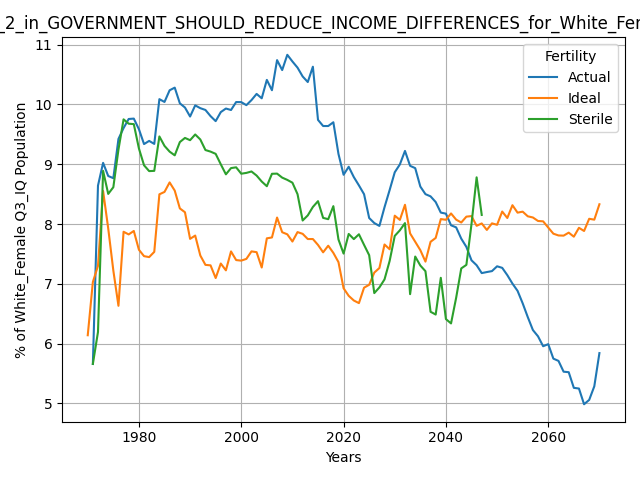 _2_in_GOVERNMENT_SHOULD_REDUCE_INCOME_DIFFERENCES_for_White_Fer
11
10
9
8
7
6
5
% of White_Female Q3_IQ Population
Fertility
Actual
Ideal
Sterile
1980
2000
2020
2040
2060
Years